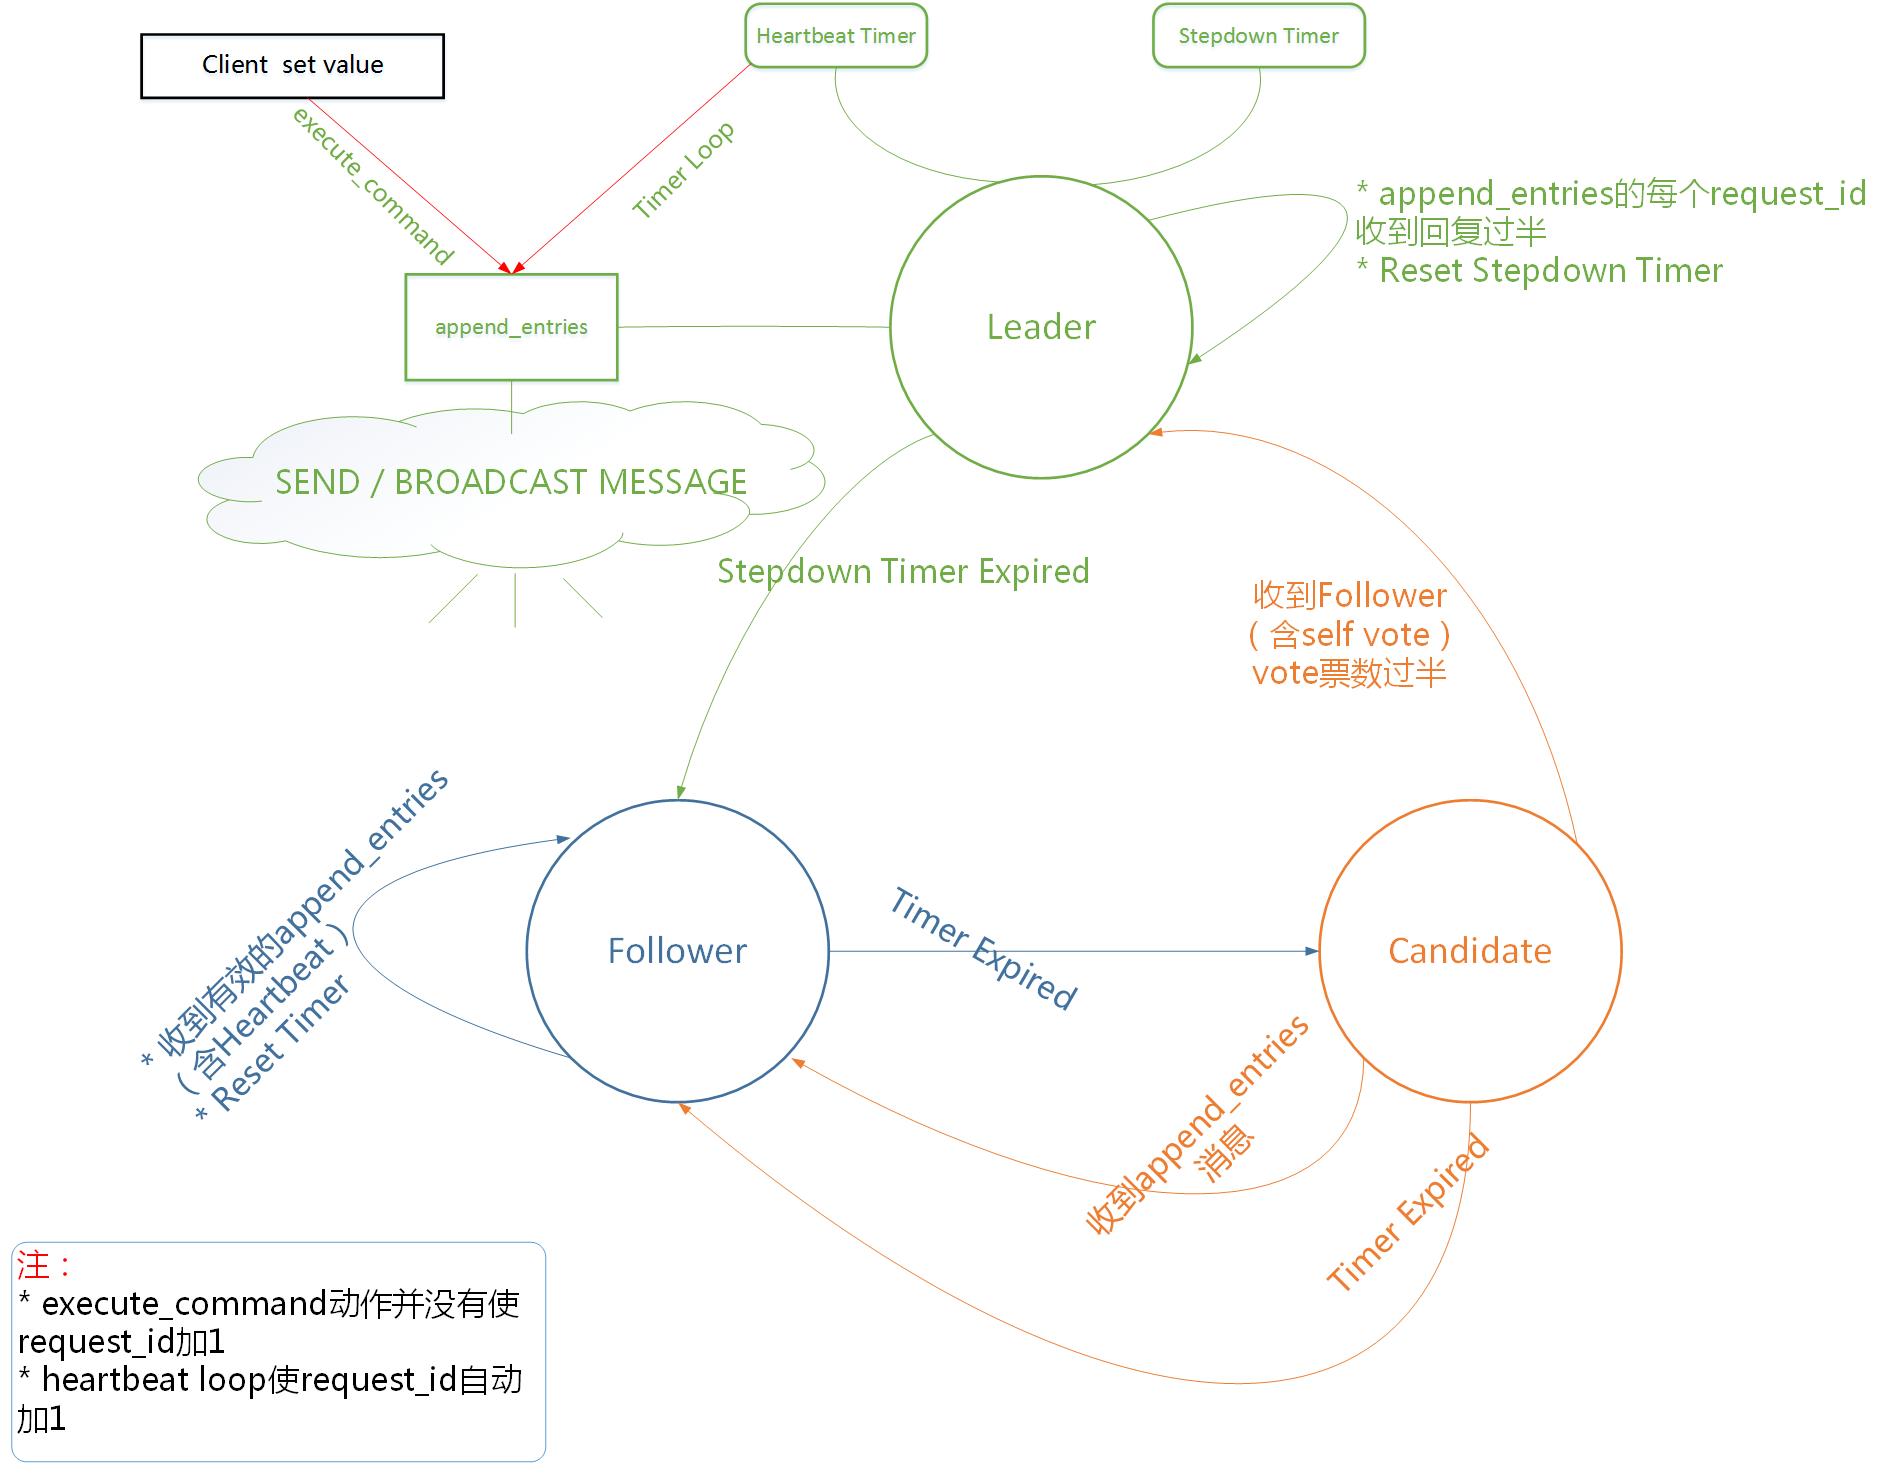 Heartbeat Timer
Stepdown Timer
Client  set value
execute_command
Timer Loop
* append_entries的每个request_id
收到回复过半
* Reset Stepdown Timer
append_entries
Leader
SEND / BROADCAST MESSAGE
Stepdown Timer Expired
收到Follower
（含self vote）
vote票数过半
* 收到有效的append_entries
（含Heartbeat）
* Reset Timer
Follower
Timer Expired
Candidate
收到append_entries
消息
Timer Expired
注：
* execute_command动作并没有使
request_id加1
* heartbeat loop使request_id自动
加1